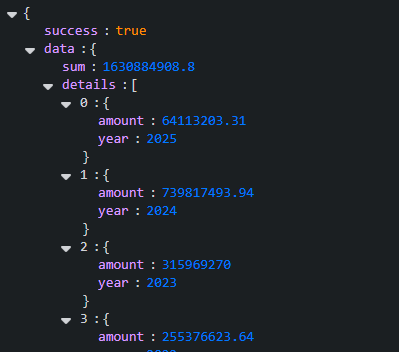 {
success : true
data : {
sum : 1630884908.8
details : [
0 : {
amount : 64113203.31
year : 2025
}
1 : {
amount : 739817493.94
year : 2024
}
2 : {
amount : 315969270
year : 2023
}
3 : {
amount : 255376623.64